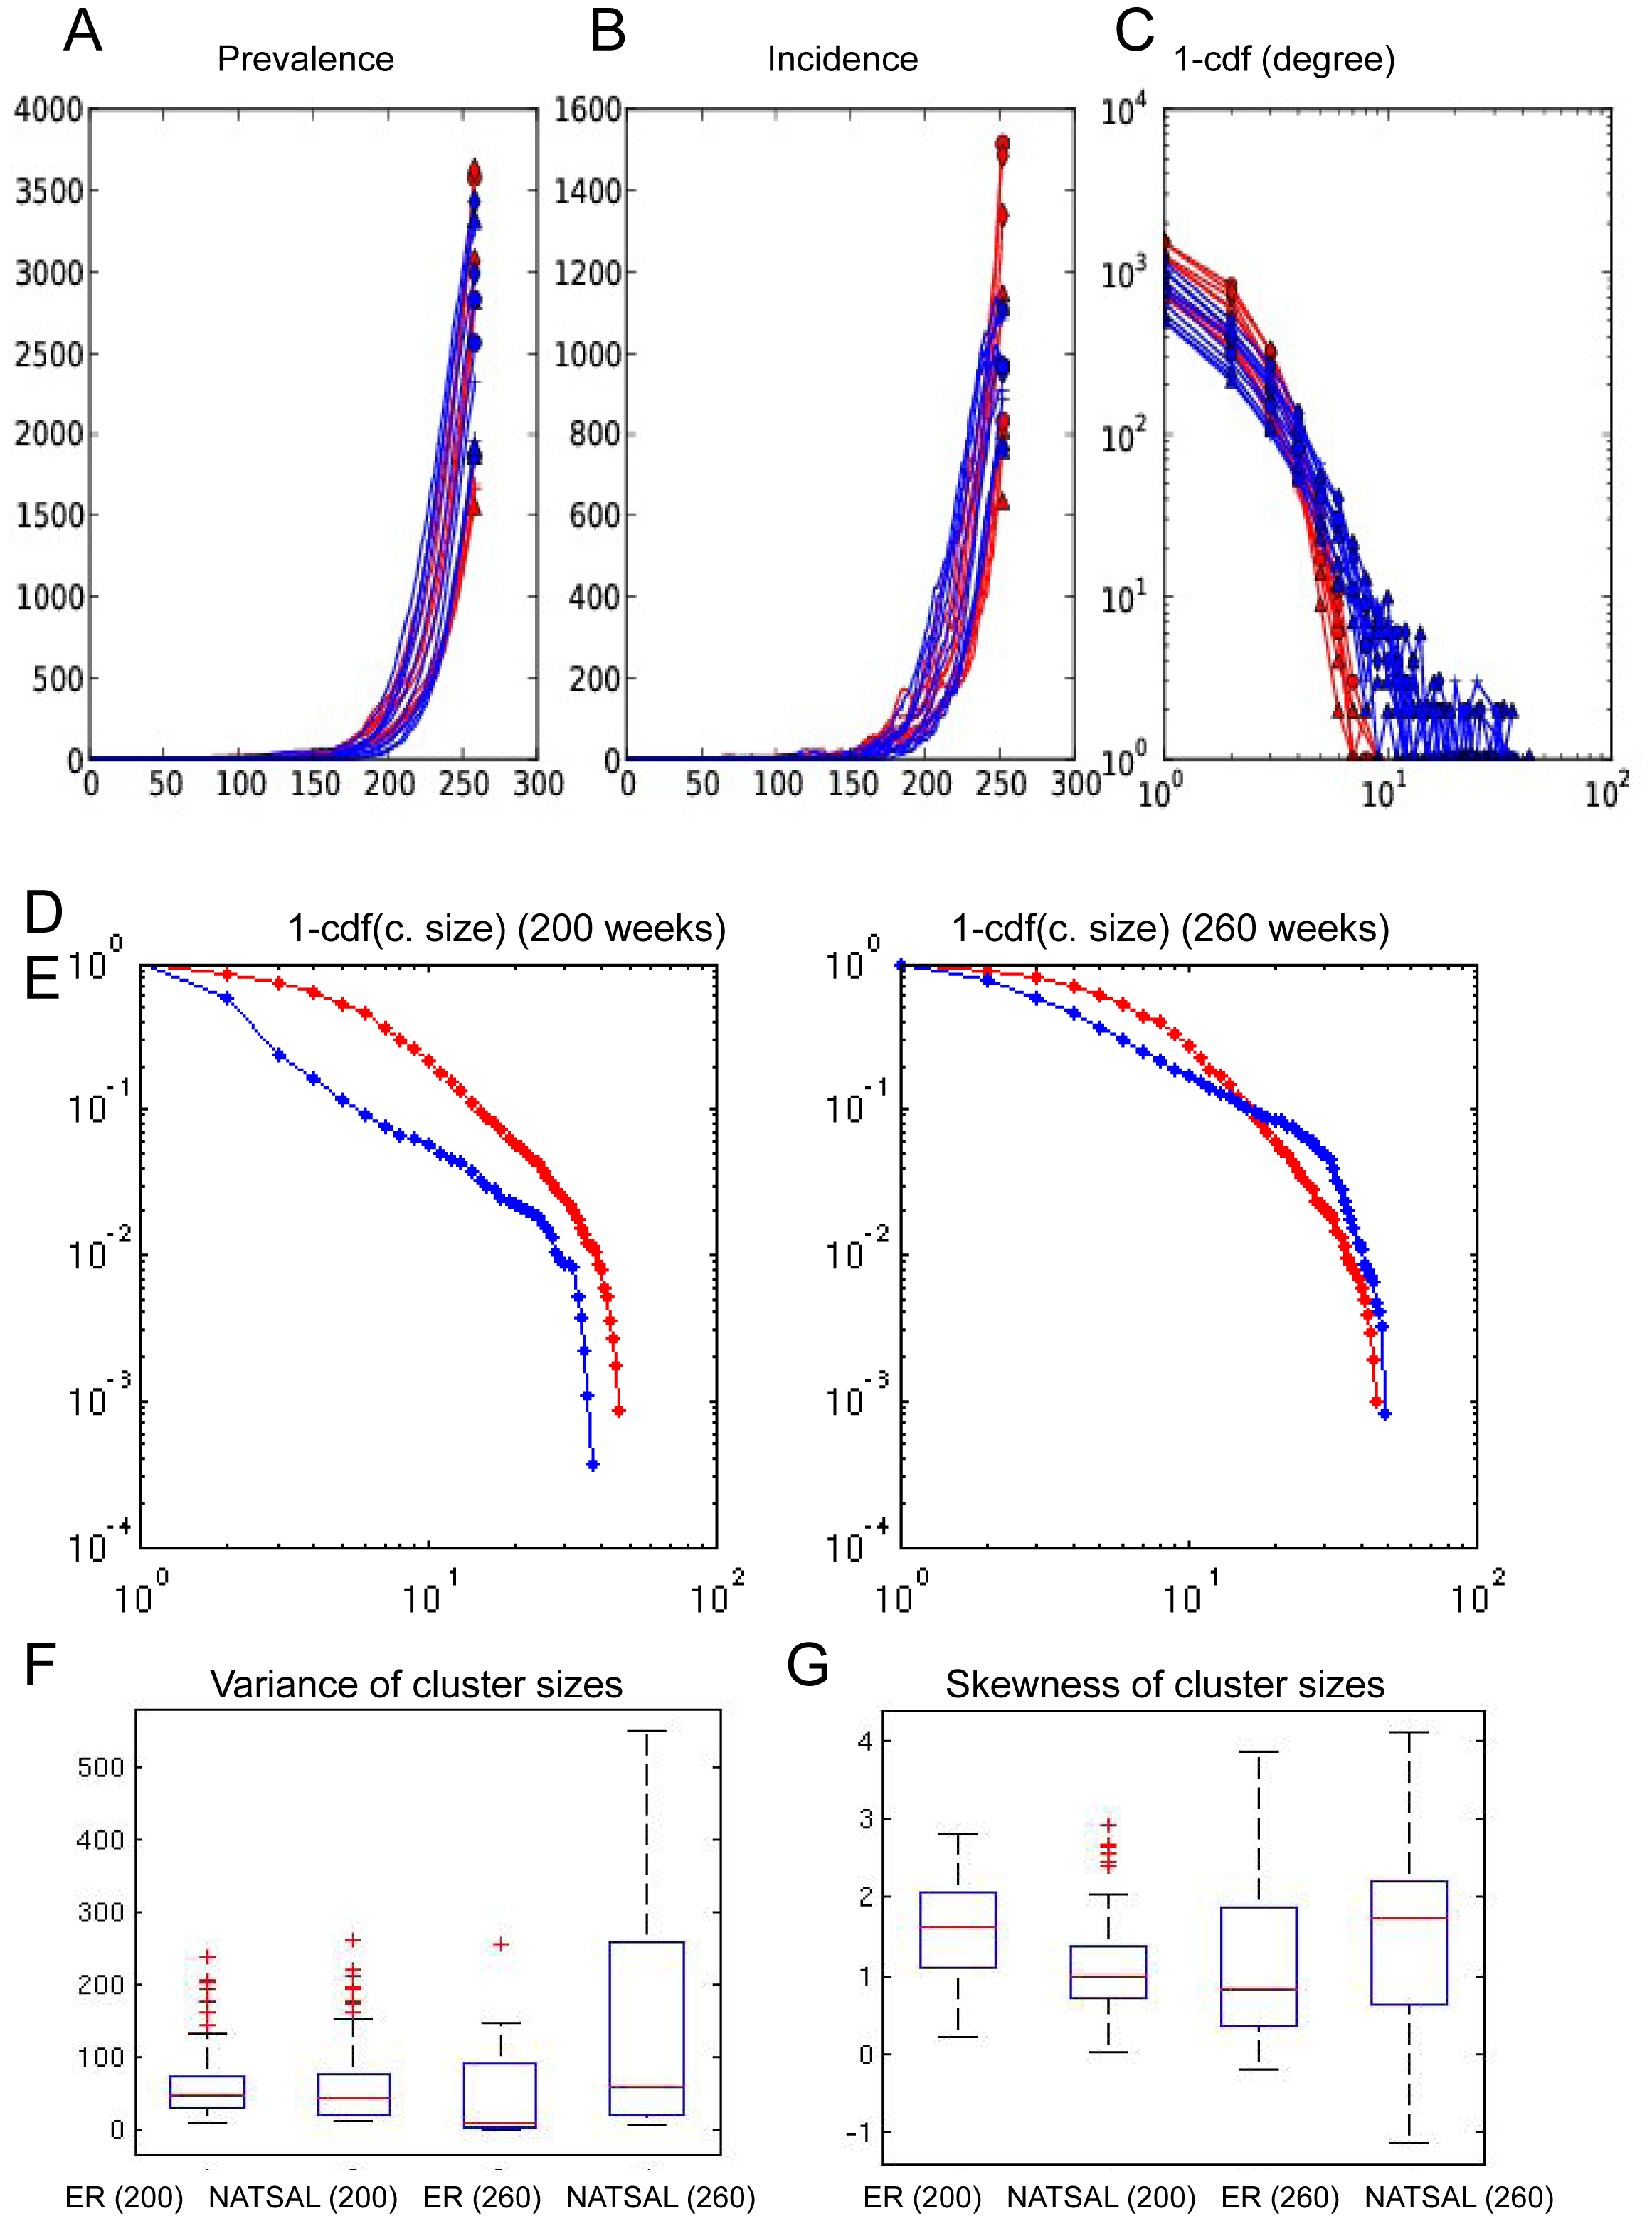 A B C
Prevalence Incidence 1-cdf (degree)
4000 1600 10^4
3500 1400
3000 1200 10^3
2500 1000
2000 800 10^2
1500 600
1000 400 10^1
500 200
0 0 10^0
0 50 100 150 200 250 300 0 50 100 150 200 250 300 10^0 10^1 10^2
D
1-cdf(c. size) (200 weeks) 1-cdf(c. size) (260 weeks)
E
10^0 10^0
10^-1 10^-1
10^-2 10^-2
10^-3 10^-3
10^-4 10^-4
10^0 10^1 10^2 10^0 10^1 10^2
F G
Variance of cluster sizes Skewness of cluster sizes
500 4
400 3
300 2
200 1
100 0
0 -1
ER (200) NATSAL (200) ER (260) NATSAL (260) ER (200) NATSAL (200) ER (260) NATSAL (260)